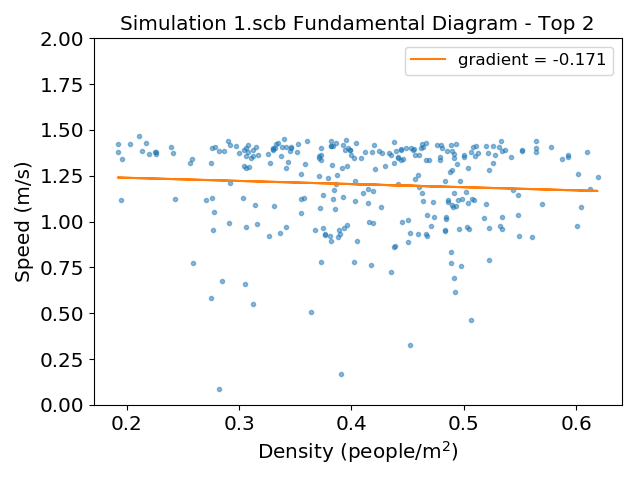 Simulation 1.scb Fundamental Diagram - Top 2
2.00
gradient = -0.171
1.75
1.50
1.25
1.00
0.75
0.50
0.25
0.00
Speed (m/s)
0.2 0.3 0.4 0.5 0.6
Density (people/m²)